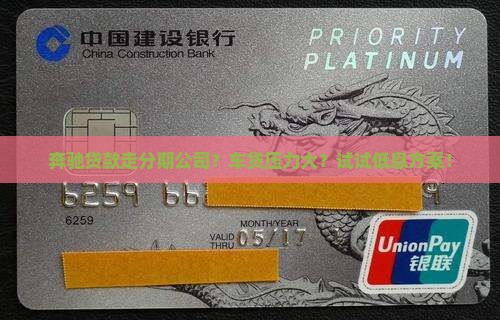 中国建设银行
China Construction Bank
PRIORITY
PLATINUM
奔驰贷款走分期公司？车贷压力大？试试低息方案！
6259 66
9
6259
MONTH/YEAR
VALID THRU 05/17
UnionPay
银联